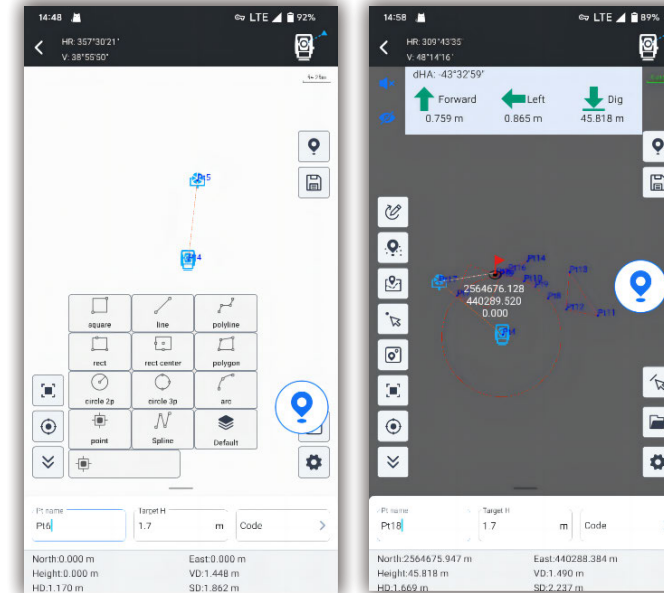 14:48
LTE 92%
HR: 357°30'21"
V: 38°55'50"
Pt5
Pt4
square
line
polyline
rect
rect center
polygon
circle 2p
circle 3p
arc
point
Spline
Default
Pt name
Pt6
Target H
1.7 m
Code
North:0.000 m
East:0.000 m
Height:0.000 m
VD:1.448 m
HD:1.170 m
SD:1.862 m
14:58
LTE 89%
HR: 309°43'35"
V: 48°14'16"
dHA: -43°32'59"
Forward
Left
Dig
0.759 m
0.865 m
45.818 m
Pt14
Pt16
Pt13
Pt10
Pt9
Pt8
Pt12
Pt11
2564676.128
440289.520
0.000
Pt name
Pt18
Target H
1.7 m
Code
North:2564675.947 m
East:440288.384 m
Height:45.818 m
VD:1.490 m
HD:1.669 m
SD:2.237 m